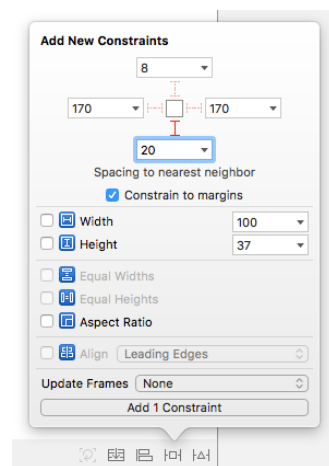 Add New Constraints
8
170 170
20
Spacing to nearest neighbor
Constrain to margins
Width 100
Height 37
Equal Widths
Equal Heights
Aspect Ratio
Align Leading Edges
Update Frames None
Add 1 Constraint